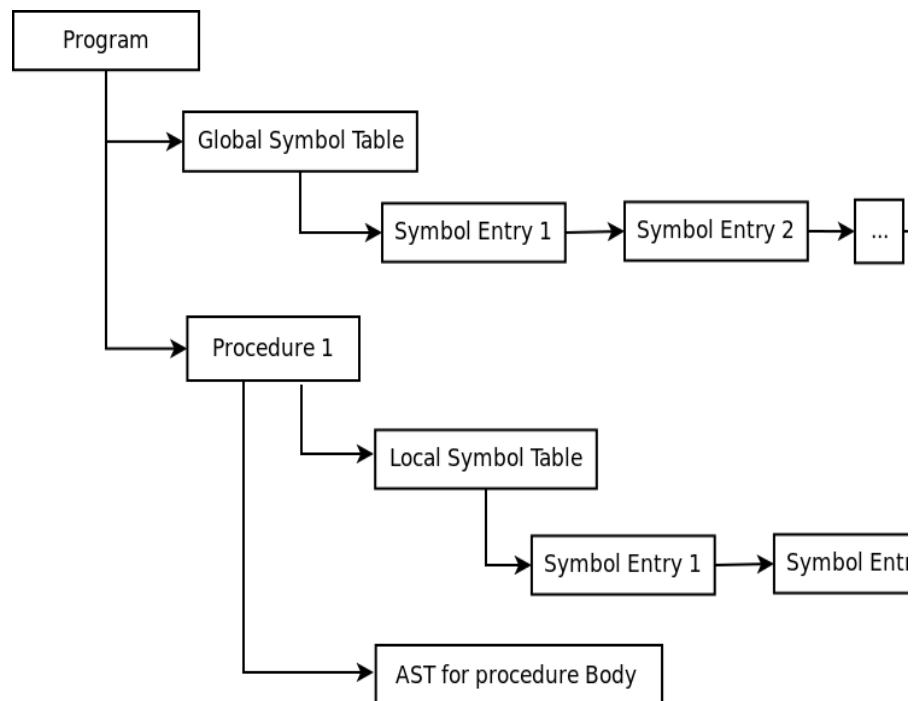 Program
Global Symbol Table
Symbol Entry 1
Symbol Entry 2
...
Procedure 1
Local Symbol Table
Symbol Entry 1
Symbol
AST for procedure Body